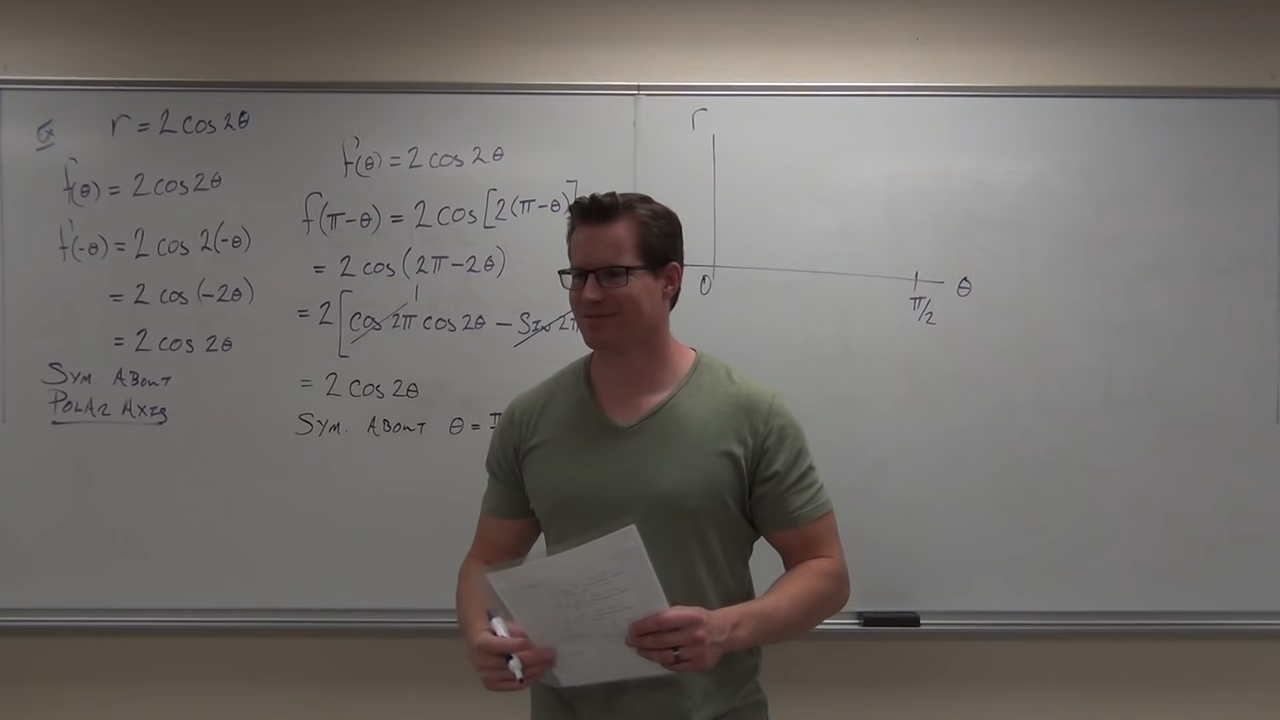 Ex r = 2 cos 2θ
f(θ) = 2 cos 2θ
f(-θ) = 2 cos 2(-θ)
= 2 cos (-2θ)
= 2 cos 2θ
SYM. ABOUT
POLAR AXIS
f(θ) = 2 cos 2θ
f(π-θ) = 2 cos [2(π-θ)]
= 2 cos (2π-2θ)
1
= 2 [cos 2π cos 2θ - SIN 2π
= 2 cos 2θ
SYM. ABOUT θ =
r
0
π/2
θ